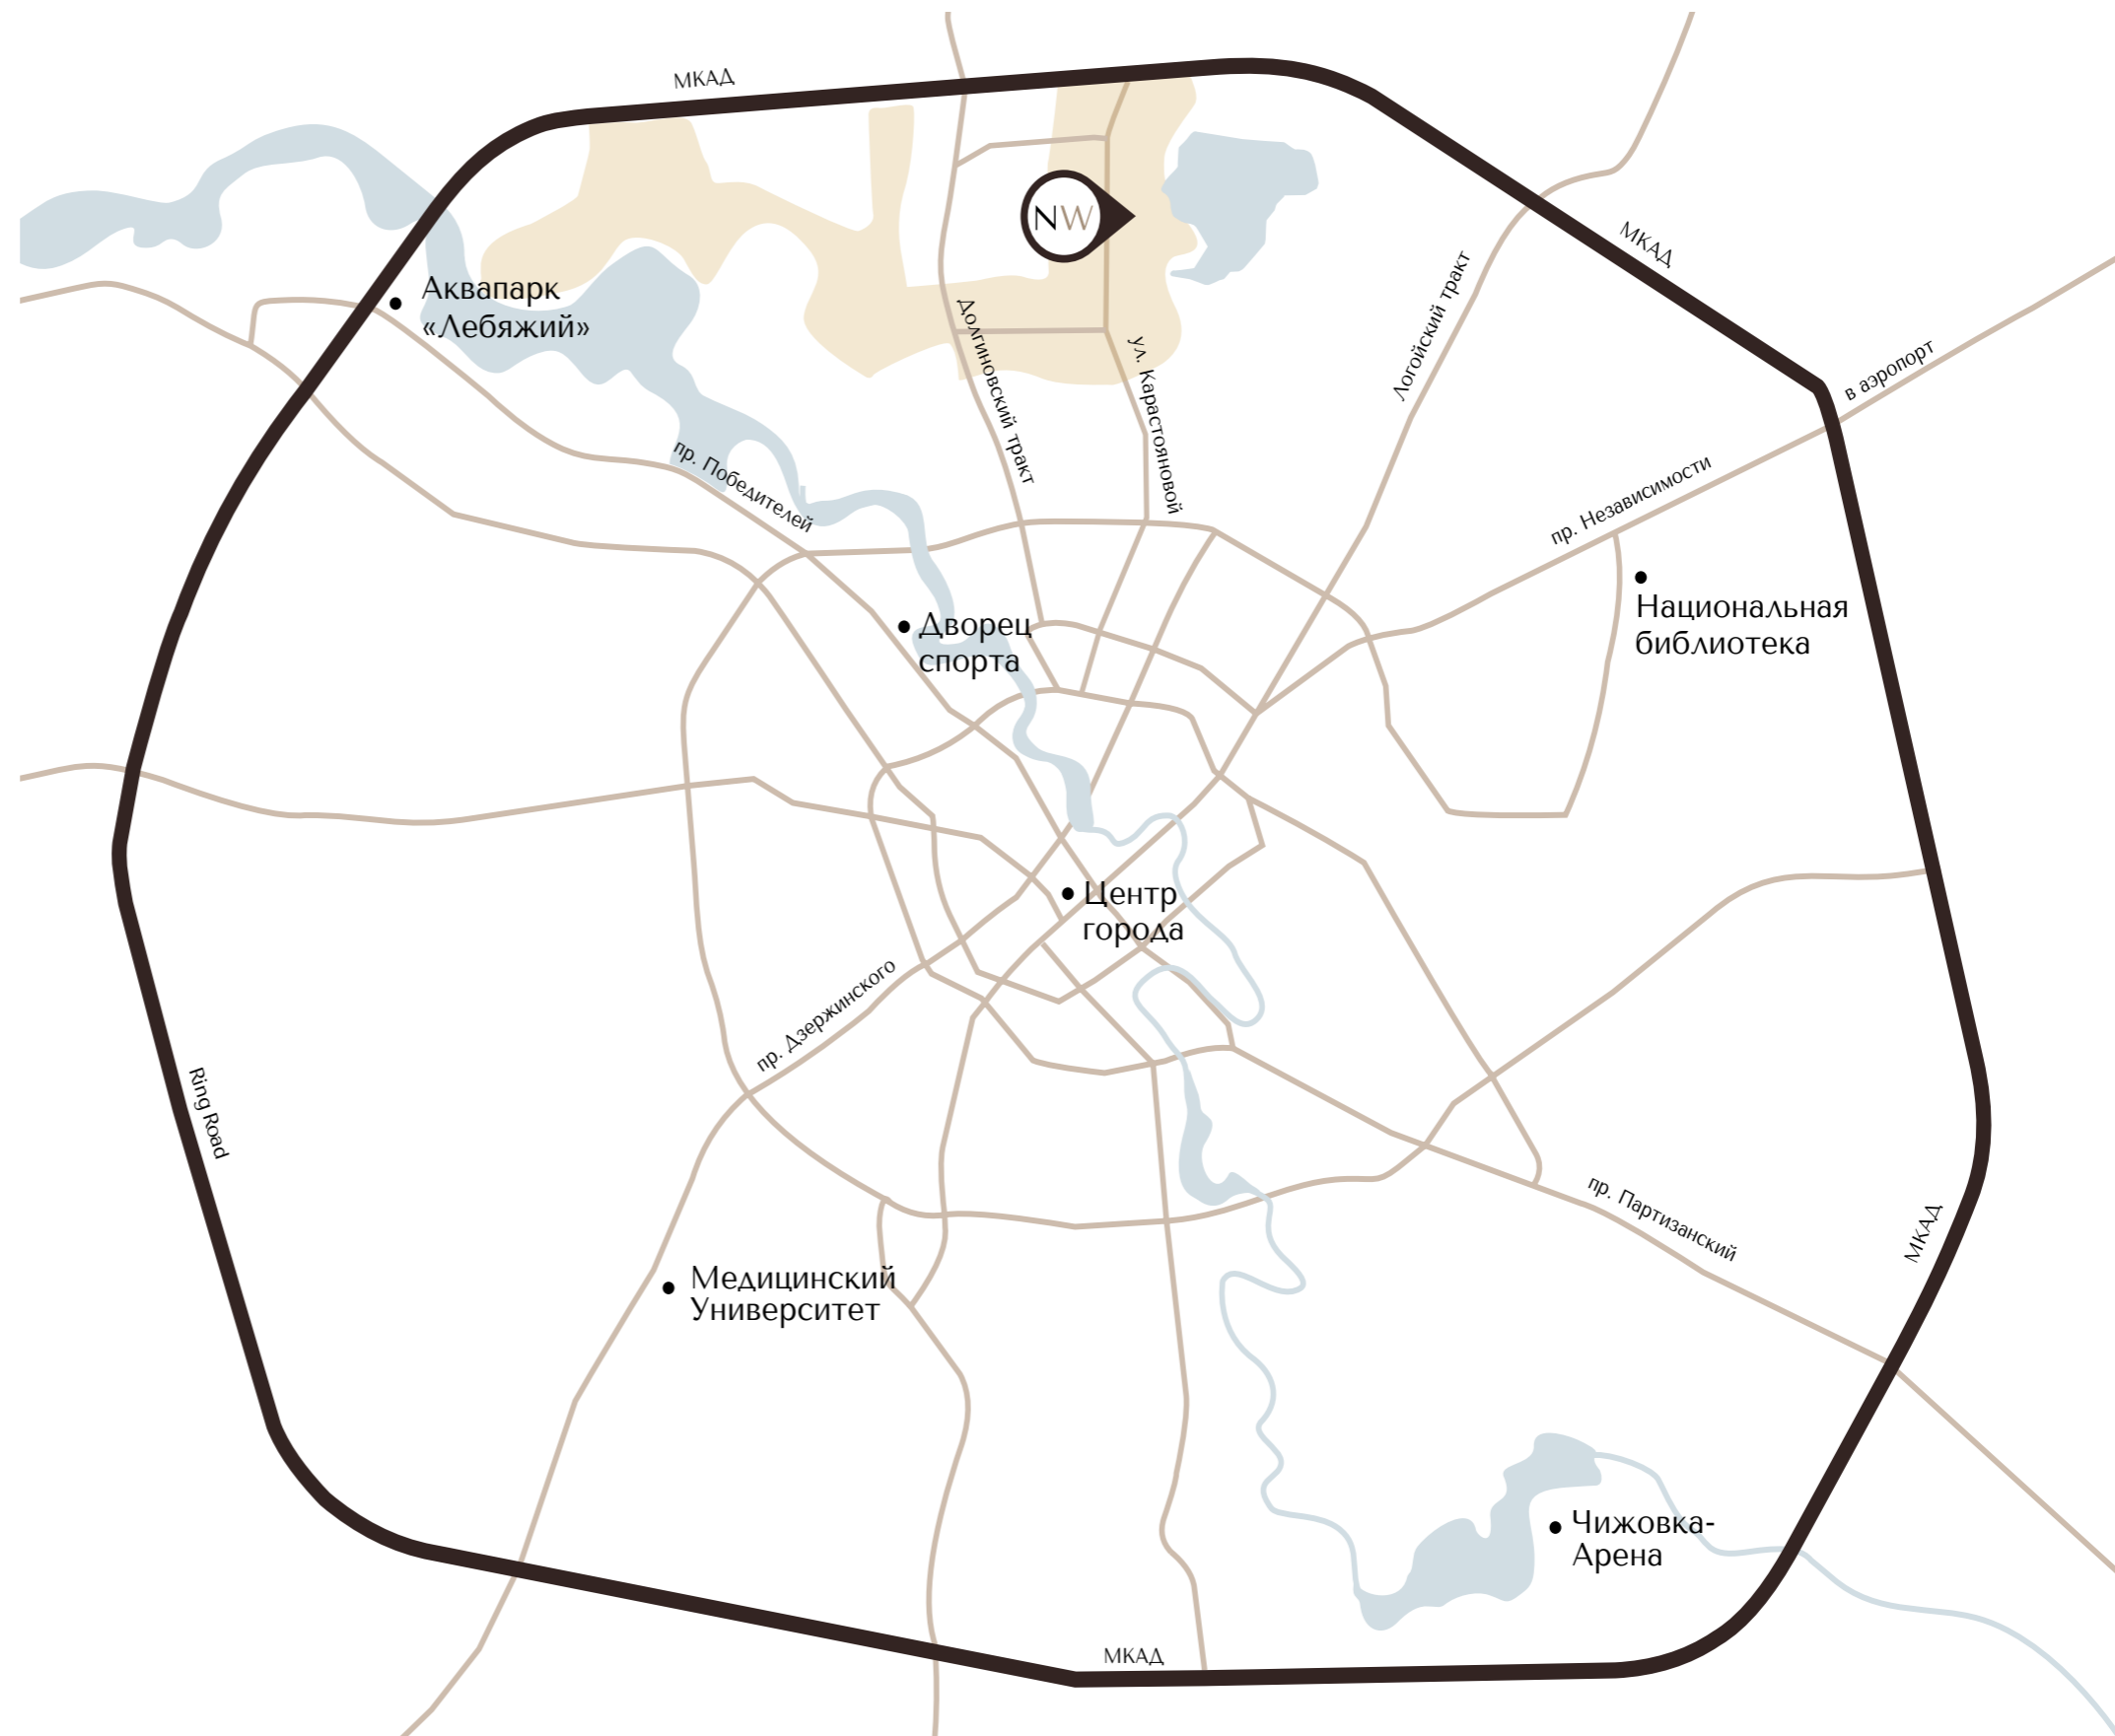 МКАД
NW
МКАД
Аквапарк
«Лебяжий»
Долгиновский тракт
ул. Карастояновой
Логойский тракт
в аэропорт
пр. Победителей
пр. Независимости
Дворец
спорта
Национальная
библиотека
Центр
города
пр. Дзержинского
Ring Road
пр. Партизанский
МКАД
Медицинский
Университет
Чижовка-
Арена
МКАД